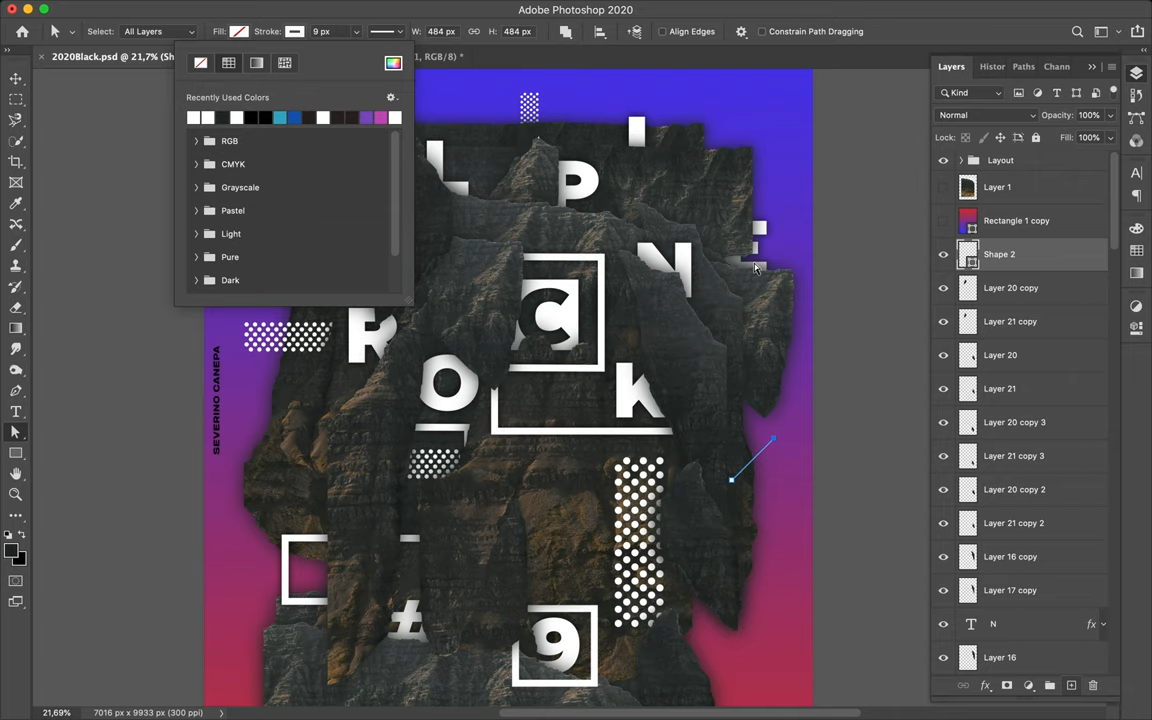 Adobe Photoshop 2020
Select: All Layers Fill: Stroke: 9 px W: 484 px H: 484 px Align Edges Constrain Path Dragging
2020Black.psd @ 21,7% (Sh 1, RGB/8) *
Recently Used Colors
RGB
CMYK
Grayscale
Pastel
Light
Pure
Dark
L
P
N
E
R
C
O
K
#
9
SEVERINO CANEPA
Layers Histor Paths Chann
Kind
Normal Opacity: 100%
Lock: Fill: 100%
Layout
Layer 1
Rectangle 1 copy
Shape 2
Layer 20 copy
Layer 21 copy
Layer 20
Layer 21
Layer 20 copy 3
Layer 21 copy 3
Layer 20 copy 2
Layer 21 copy 2
Layer 16 copy
Layer 17 copy
T N fx
Layer 16
fx
21,69% 7016 px x 9933 px (300 ppi)